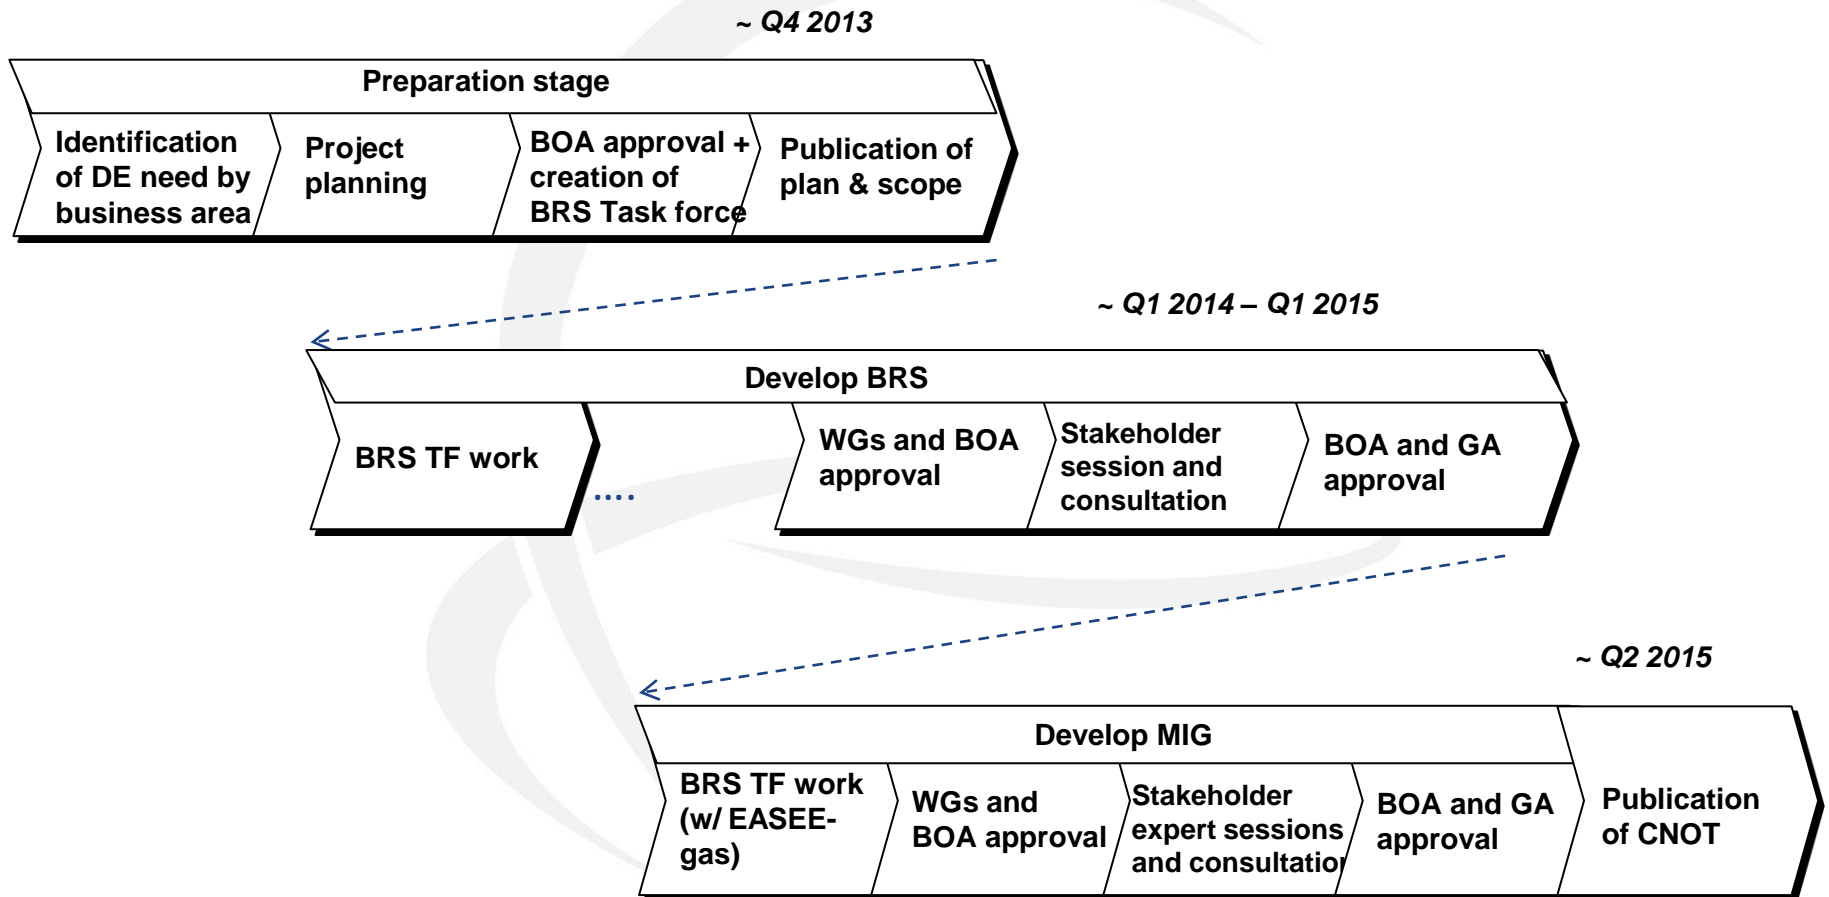 ~ Q4 2013
Preparation stage
Identification
of DE need by
business area
Project
planning
BOA approval +
creation of
BRS Task force
Publication of
plan & scope
~ Q1 2014 – Q1 2015
Develop BRS
BRS TF work
....
WGs and BOA
approval
Stakeholder
session and
consultation
BOA and GA
approval
~ Q2 2015
Develop MIG
BRS TF work
(w/ EASEE-
gas)
WGs and
BOA approval
Stakeholder
expert sessions
and consultation
BOA and GA
approval
Publication
of CNOT